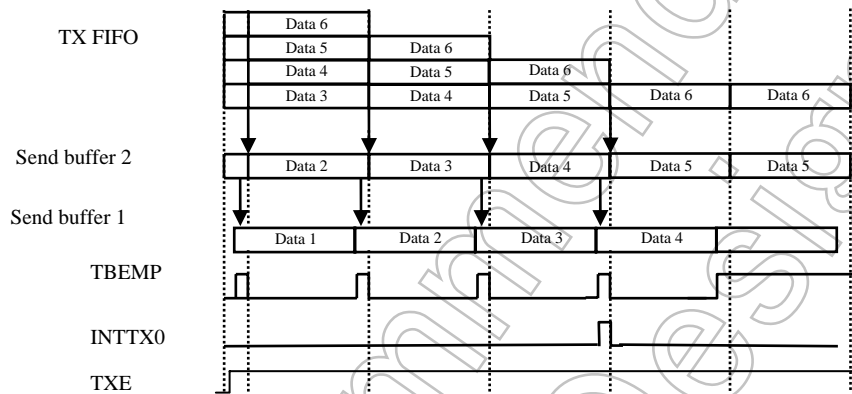 TX FIFO
Data 6
Data 5 Data 6
Data 4 Data 5 Data 6
Data 3 Data 4 Data 5 Data 6 Data 6
Send buffer 2
Data 2 Data 3 Data 4 Data 5 Data 5
Send buffer 1
Data 1 Data 2 Data 3 Data 4
TBEMP
INTTX0
TXE